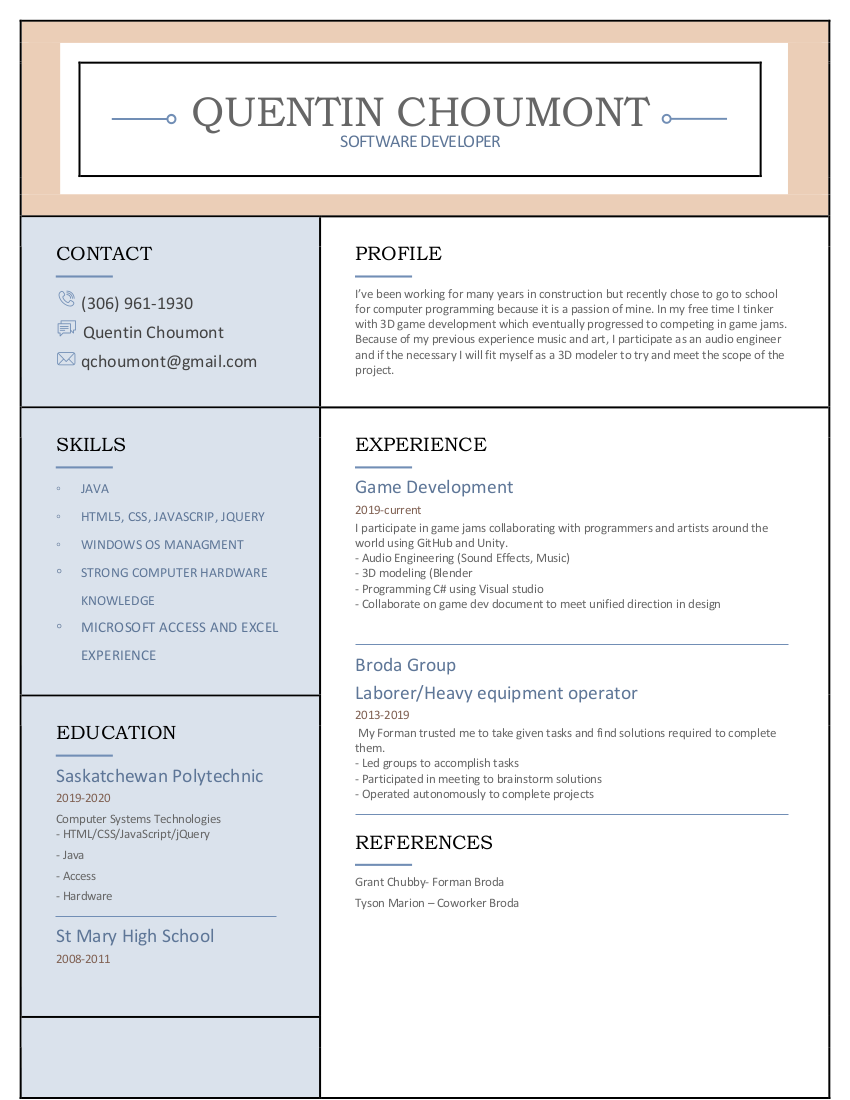 QUENTIN CHOUMONT
SOFTWARE DEVELOPER
CONTACT
(306) 961-1930
Quentin Choumont
qchoumont@gmail.com
SKILLS
JAVA
HTML5, CSS, JAVASCRIP, JQUERY
WINDOWS OS MANAGMENT
STRONG COMPUTER HARDWARE
KNOWLEDGE
MICROSOFT ACCESS AND EXCEL
EXPERIENCE
EDUCATION
Saskatchewan Polytechnic
2019-2020
Computer Systems Technologies
- HTML/CSS/JavaScript/jQuery
- Java
- Access
- Hardware
St Mary High School
2008-2011
PROFILE
I've been working for many years in construction but recently chose to go to school
for computer programming because it is a passion of mine. In my free time I tinker
with 3D game development which eventually progressed to competing in game jams.
Because of my previous experience music and art, I participate as an audio engineer
and if the necessary I will fit myself as a 3D modeler to try and meet the scope of the
project.
EXPERIENCE
Game Development
2019-current
I participate in game jams collaborating with programmers and artists around the
world using GitHub and Unity.
- Audio Engineering (Sound Effects, Music)
- 3D modeling (Blender
- Programming C# using Visual studio
- Collaborate on game dev document to meet unified direction in design
Broda Group
Laborer/Heavy equipment operator
2013-2019
My Forman trusted me to take given tasks and find solutions required to complete
them.
- Led groups to accomplish tasks
- Participated in meeting to brainstorm solutions
- Operated autonomously to complete projects
REFERENCES
Grant Chubby- Forman Broda
Tyson Marion – Coworker Broda